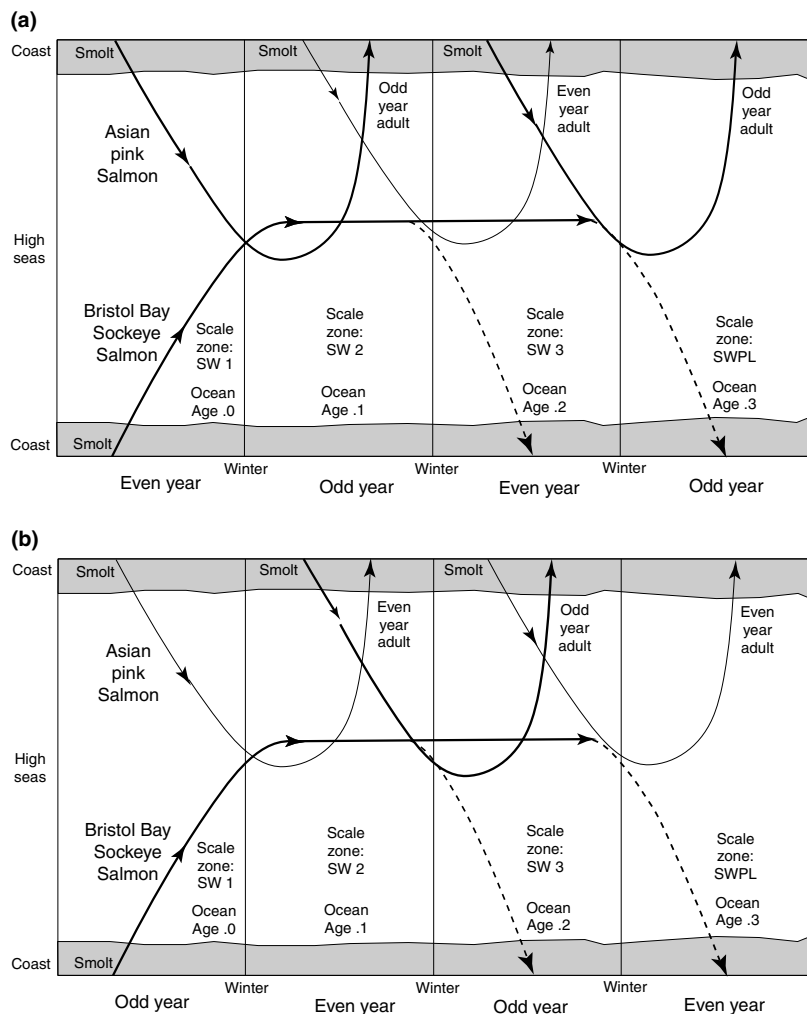 (a)
Coast
Smolt
Smolt
Smolt
Odd
year
adult
Even
year
adult
Odd
year
adult
Asian
pink
Salmon
High
seas
Bristol Bay
Sockeye
Salmon
Scale
zone:
SW 1
Scale
zone:
SW 2
Scale
zone:
SW 3
Scale
zone:
SWPL
Ocean
Age .0
Ocean
Age .1
Ocean
Age .2
Ocean
Age .3
Coast
Smolt
Winter
Winter
Winter
Even year
Odd year
Even year
Odd year
(b)
Coast
Smolt
Smolt
Smolt
Even
year
adult
Odd
year
adult
Even
year
adult
Asian
pink
Salmon
High
seas
Bristol Bay
Sockeye
Salmon
Scale
zone:
SW 1
Scale
zone:
SW 2
Scale
zone:
SW 3
Scale
zone:
SWPL
Ocean
Age .0
Ocean
Age .1
Ocean
Age .2
Ocean
Age .3
Coast
Smolt
Winter
Winter
Winter
Odd year
Even year
Odd year
Even year